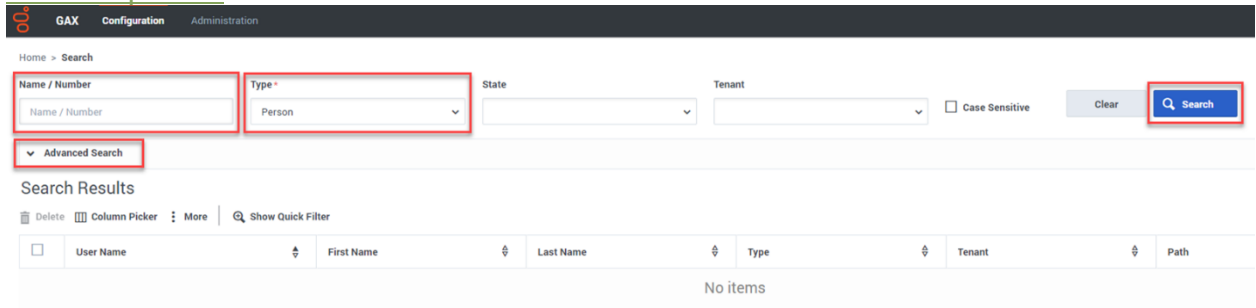 GAX Configuration Administration
Home > Search
Name / Number Type * State Tenant
Name / Number Person Case Sensitive Clear Search
Advanced Search
Search Results
Delete Column Picker More Show Quick Filter
User Name First Name Last Name Type Tenant Path
No items